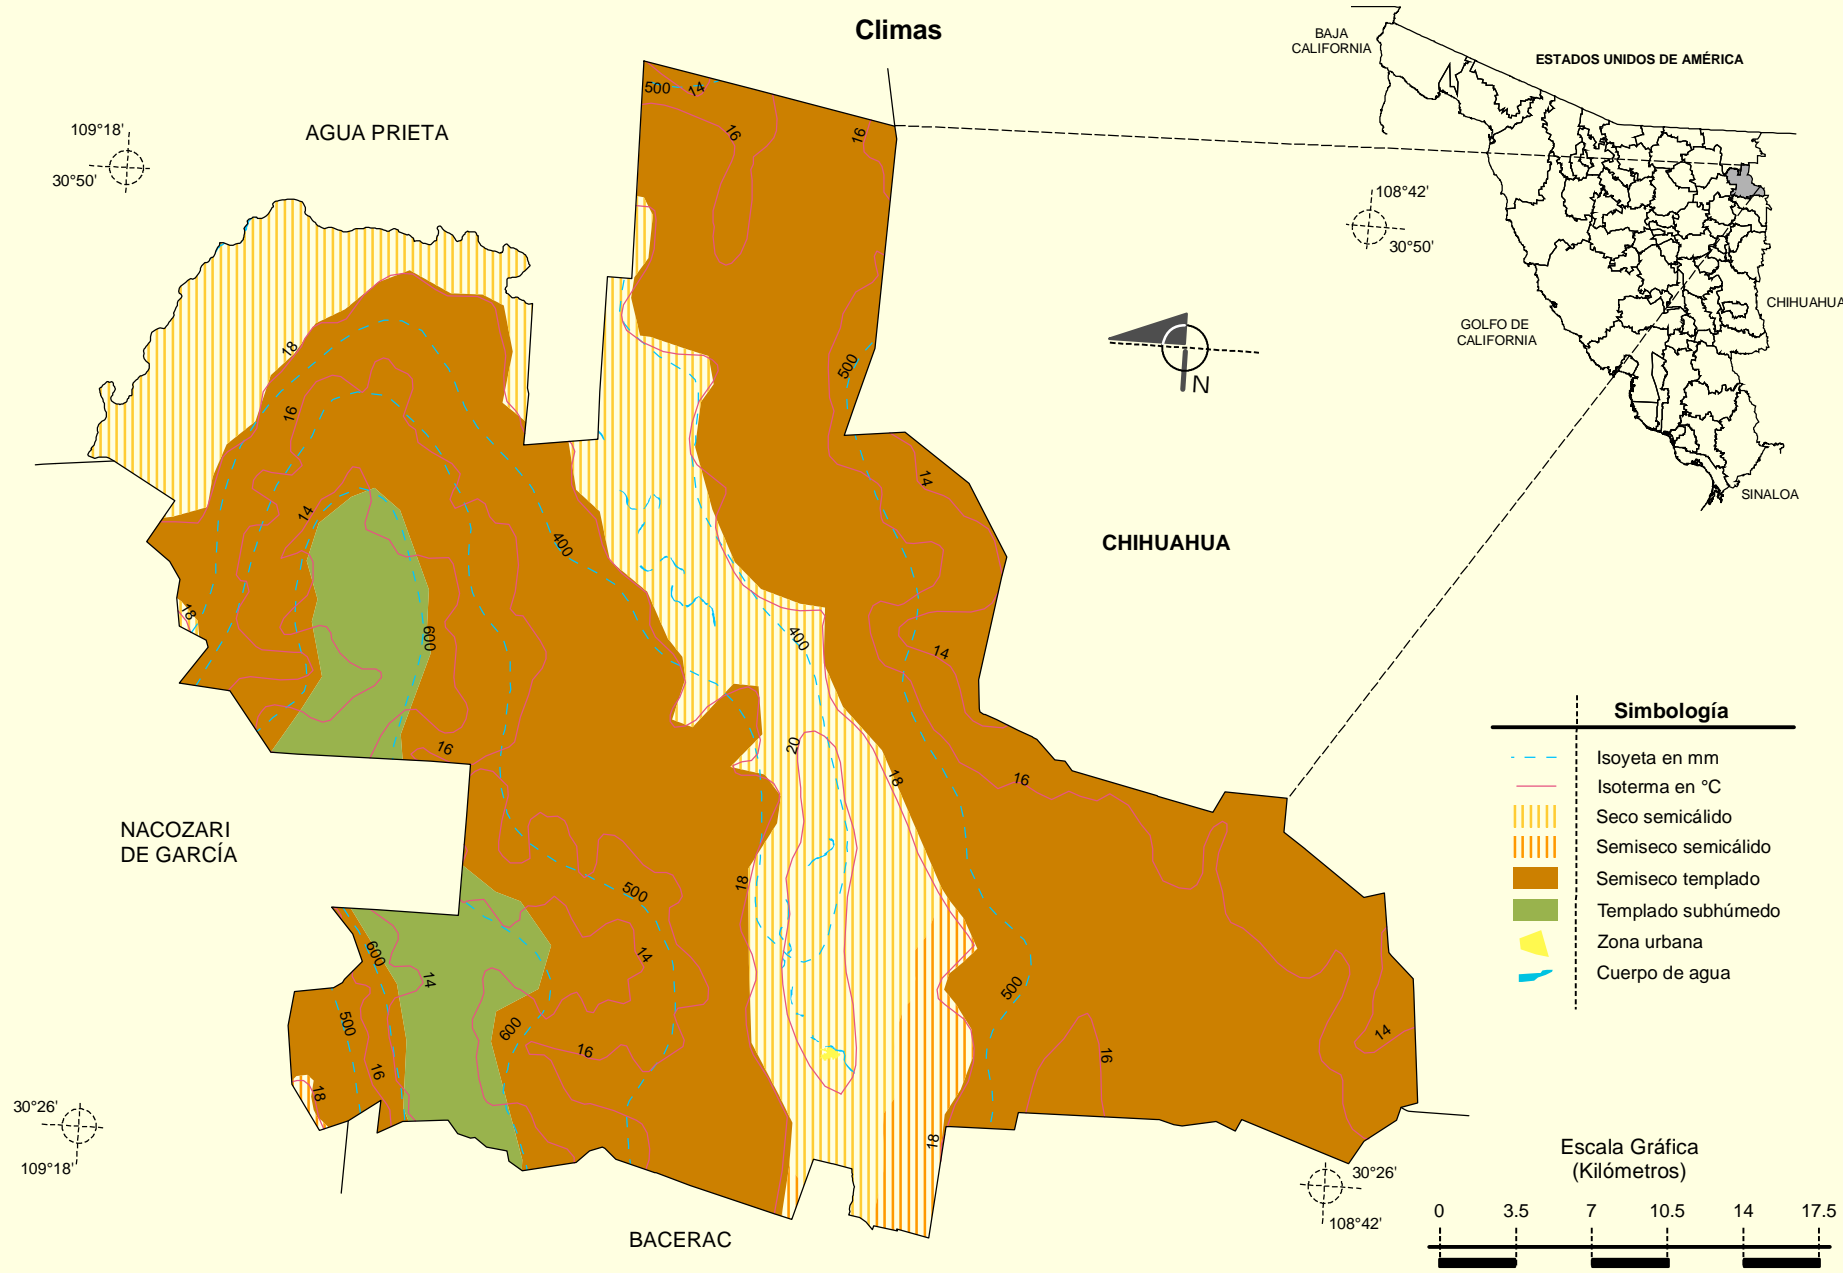 Climas
BAJA
CALIFORNIA
ESTADOS UNIDOS DE AMÉRICA
109°18'
30°50'
AGUA PRIETA
500
14
16
16
108°42'
30°50'
CHIHUAHUA
GOLFO DE
CALIFORNIA
SINALOA
N
18
500
16
14
14
400
CHIHUAHUA
18
600
400
14
16
20
18
16
NACOZARI
DE GARCÍA
18
500
14
600
14
500
500
600
16
16
16
14
18
18
Simbología
Isoyeta en mm
Isoterma en °C
Seco semicálido
Semiseco semicálido
Semiseco templado
Templado subhúmedo
Zona urbana
Cuerpo de agua
30°26'
109°18'
30°26'
108°42'
BACERAC
Escala Gráfica
(Kilómetros)
0 3.5 7 10.5 14 17.5